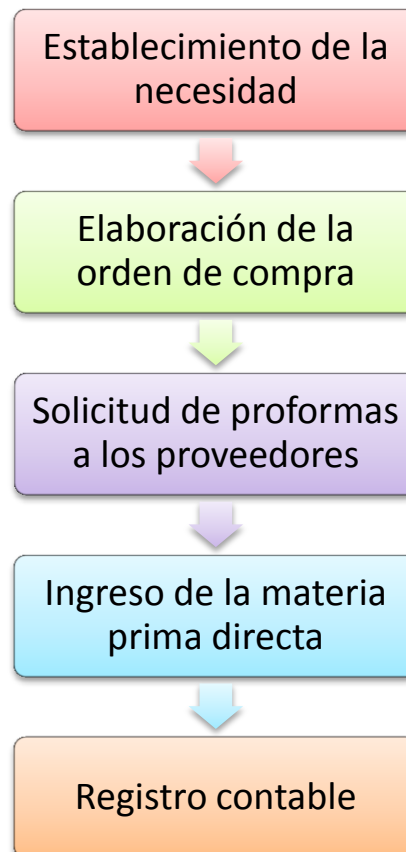 Establecimiento de la
necesidad
Elaboración de la
orden de compra
Solicitud de proformas
a los proveedores
Ingreso de la materia
prima directa
Registro contable